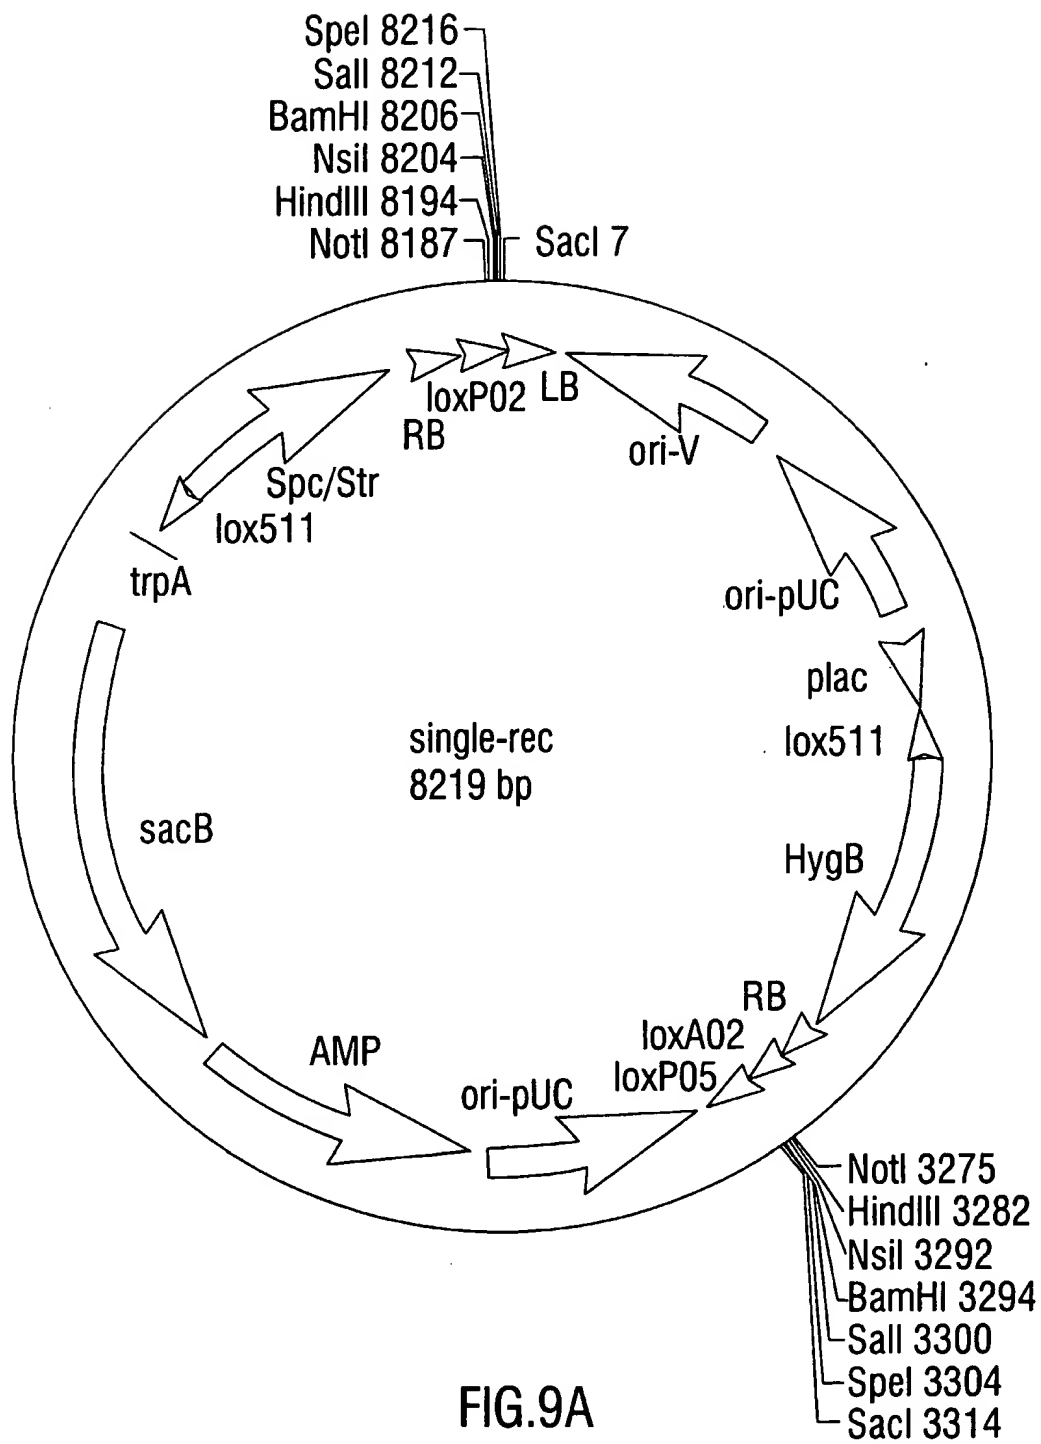 SpeI 8216
SalI 8212
BamHI 8206
NsiI 8204
HindIII 8194
NotI 8187
SacI 7
loxP02
LB
RB
ori-V
Spc/Str
lox511
trpA
ori-pUC
plac
lox511
single-rec
8219 bp
sacB
HygB
RB
loxA02
loxP05
AMP
ori-pUC
NotI 3275
HindIII 3282
NsiI 3292
BamHI 3294
SalI 3300
SpeI 3304
SacI 3314
FIG.9A